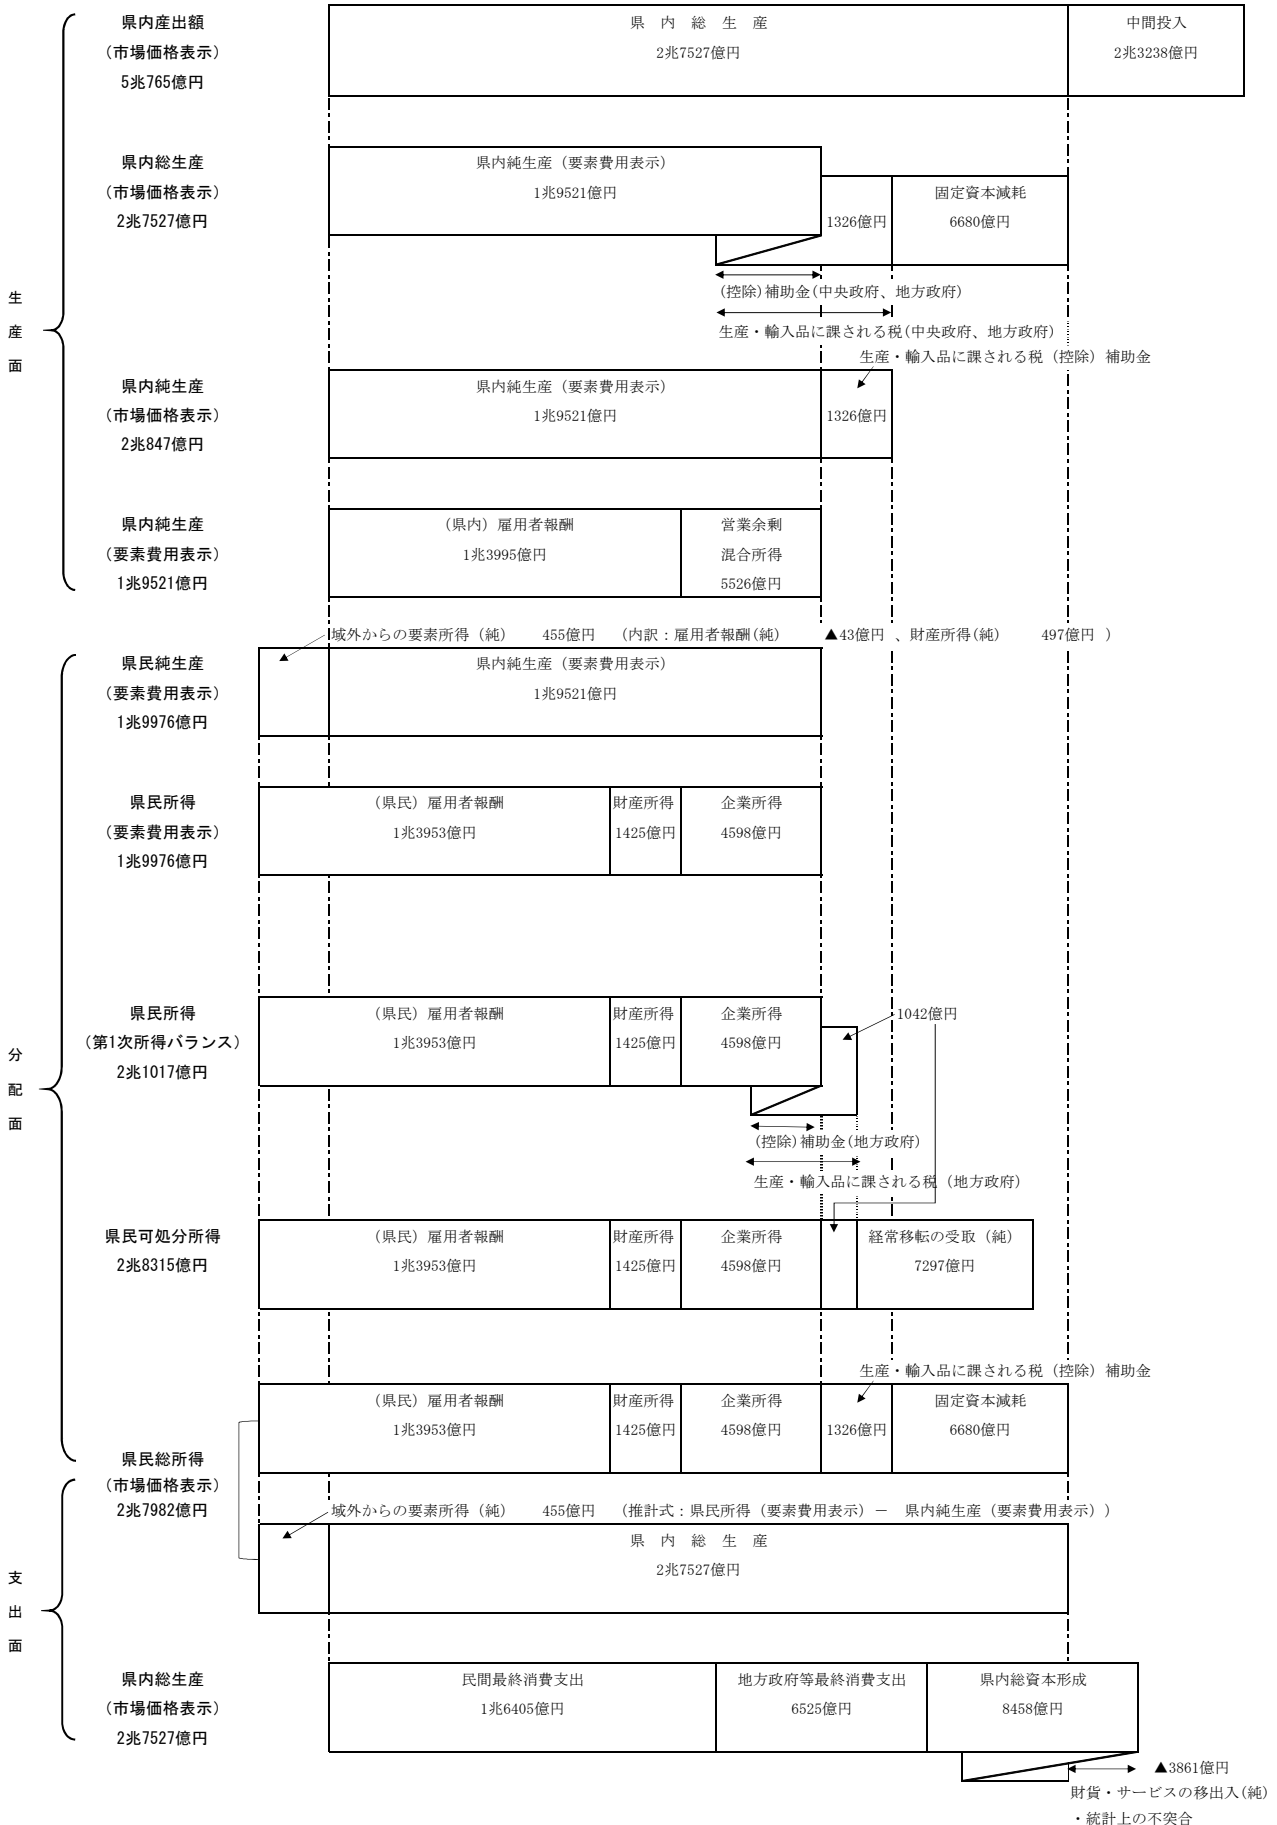 県内産出額
（市場価格表示）
5兆765億円
県　内　総　生　産
2兆7527億円
中間投入
2兆3238億円
県内総生産
（市場価格表示）
2兆7527億円
県内純生産（要素費用表示）
1兆9521億円
1326億円
固定資本減耗
6680億円
(控除)補助金(中央政府、地方政府)
生産・輸入品に課される税(中央政府、地方政府)
生産・輸入品に課される税（控除）補助金
生
産
面
県内純生産
（市場価格表示）
2兆847億円
県内純生産（要素費用表示）
1兆9521億円
1326億円
県内純生産
（要素費用表示）
1兆9521億円
（県内）雇用者報酬
1兆3995億円
営業余剰
混合所得
5526億円
域外からの要素所得（純）　455億円　（内訳：雇用者報酬(純)　▲43億円　、財産所得(純)　497億円　）
県民純生産
（要素費用表示）
1兆9976億円
県内純生産（要素費用表示）
1兆9521億円
県民所得
（要素費用表示）
1兆9976億円
（県民）雇用者報酬
1兆3953億円
財産所得
1425億円
企業所得
4598億円
県民所得
（第1次所得バランス）
2兆1017億円
（県民）雇用者報酬
1兆3953億円
財産所得
1425億円
企業所得
4598億円
1042億円
(控除)補助金(地方政府)
生産・輸入品に課される税（地方政府）
分
配
面
県民可処分所得
2兆8315億円
（県民）雇用者報酬
1兆3953億円
財産所得
1425億円
企業所得
4598億円
経常移転の受取（純）
7297億円
生産・輸入品に課される税（控除）補助金
（県民）雇用者報酬
1兆3953億円
財産所得
1425億円
企業所得
4598億円
1326億円
固定資本減耗
6680億円
県民総所得
（市場価格表示）
2兆7982億円
域外からの要素所得（純）　455億円　（推計式：県民所得（要素費用表示）－　県内純生産（要素費用表示））
県　内　総　生　産
2兆7527億円
支
出
面
県内総生産
（市場価格表示）
2兆7527億円
民間最終消費支出
1兆6405億円
地方政府等最終消費支出
6525億円
県内総資本形成
8458億円
▲3861億円
財貨・サービスの移出入(純)
・統計上の不突合